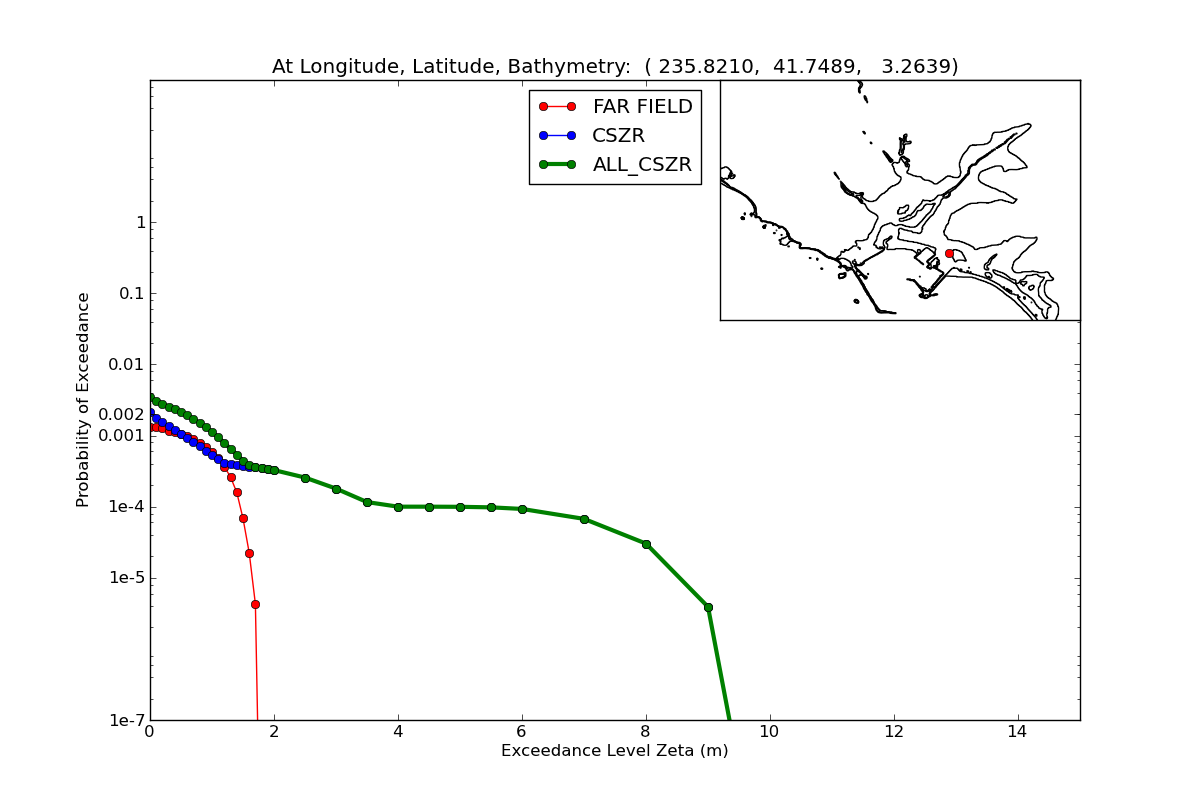 At Longitude, Latitude, Bathymetry: ( 235.8210, 41.7489, 3.2639)
FAR FIELD
CSZR
ALL_CSZR
Probability of Exceedance
1
0.1
0.01
0.002
0.001
1e-4
1e-5
1e-7
0 2 4 6 8 10 12 14
Exceedance Level Zeta (m)